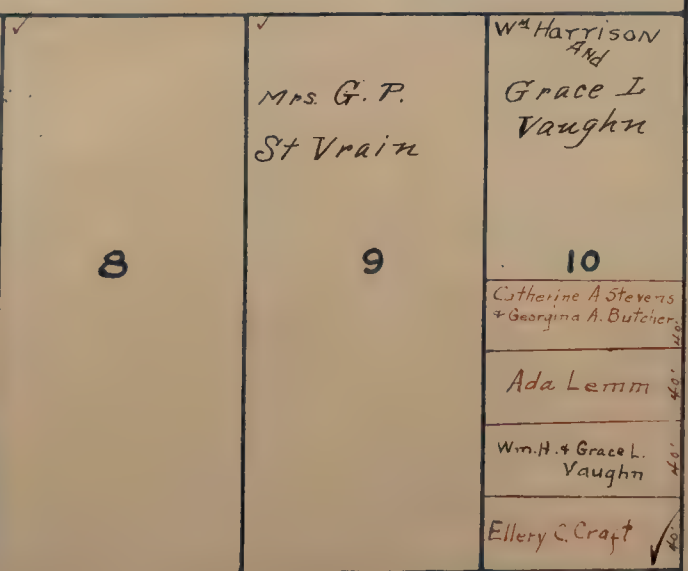 8
Mrs. G. P.
St Vrain
9
Wm Harrison
And
Grace L
Vaughn
10
Catherine A Stevens
+ Georgina A. Butcher
40'
Ada Lemm 40'
Wm. H. + Grace L.
Vaughn
40'
Ellery C. Craft 40'